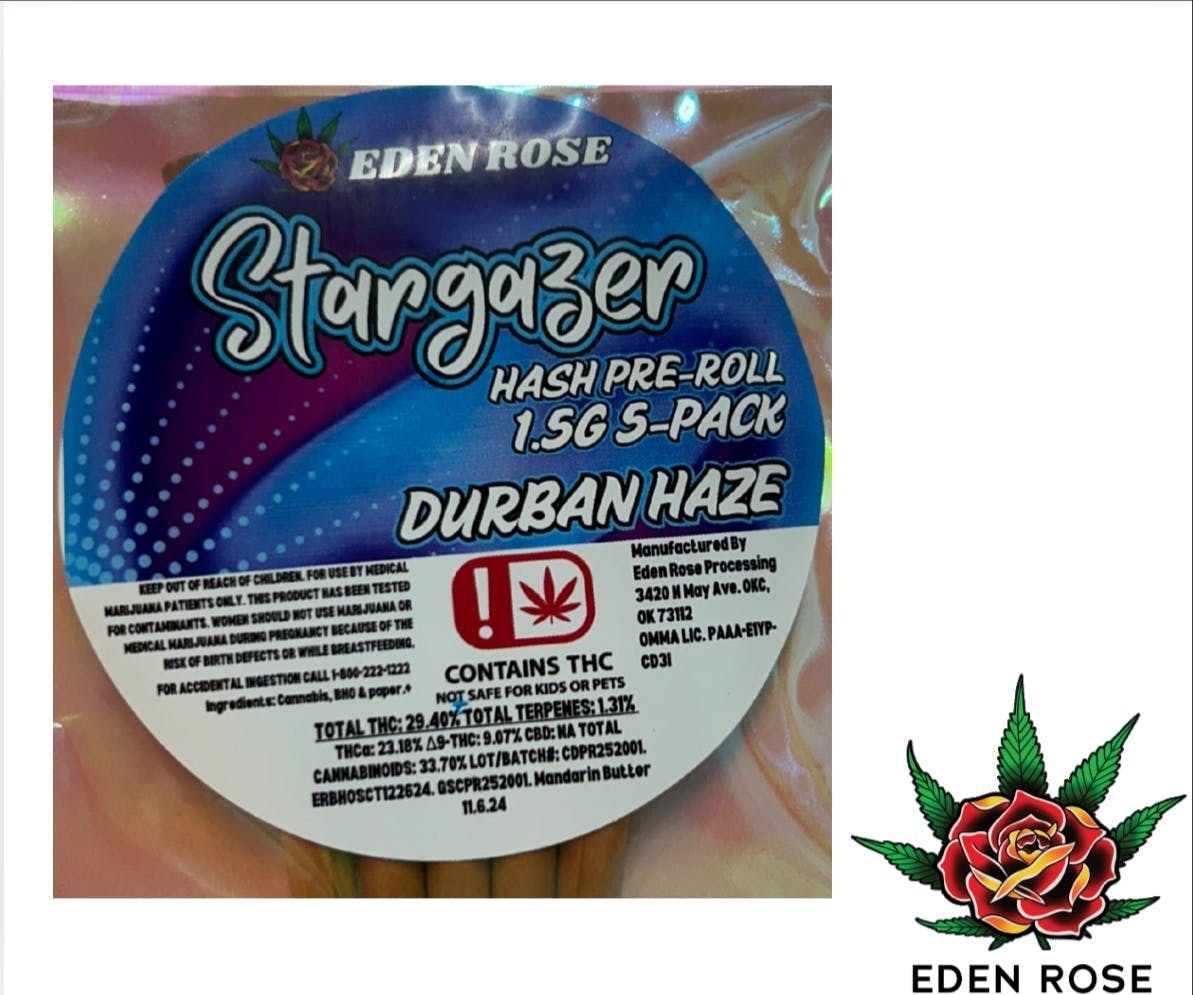 EDEN ROSE
Stargazer
HASH PRE-ROLL
1.5G 5-PACK
DURBAN HAZE
KEEP OUT OF REACH OF CHILDREN. FOR USE BY MEDICAL
MARIJUANA PATIENTS ONLY. THIS PRODUCT HAS BEEN TESTED
FOR CONTAMINANTS. WOMEN SHOULD NOT USE MARIJUANA OR
MEDICAL MARIJUANA DURING PREGNANCY BECAUSE OF THE
RISK OF BIRTH DEFECTS OR WHILE BREASTFEEDING.
FOR ACCIDENTAL INGESTION CALL 1-800-222-1222
Ingredients: Cannabis, BHO & paper.*
!
CONTAINS THC
NOT SAFE FOR KIDS OR PETS
Manufactured By
Eden Rose Processing
3420 N May Ave. OKC,
OK 73112
OMMA LIC. PAAA-E1YP-
CD31
TOTAL THC: 29.40% TOTAL TERPENES: 1.31%
THCa: 23.18% Δ9-THC: 9.07% CBD: NA TOTAL
CANNABINOIDS: 33.70% LOT/BATCH#: CDPR252001.
ERBHOSCT122624. GSCPR252001. Mandarin Butter
11.6.24
EDEN ROSE